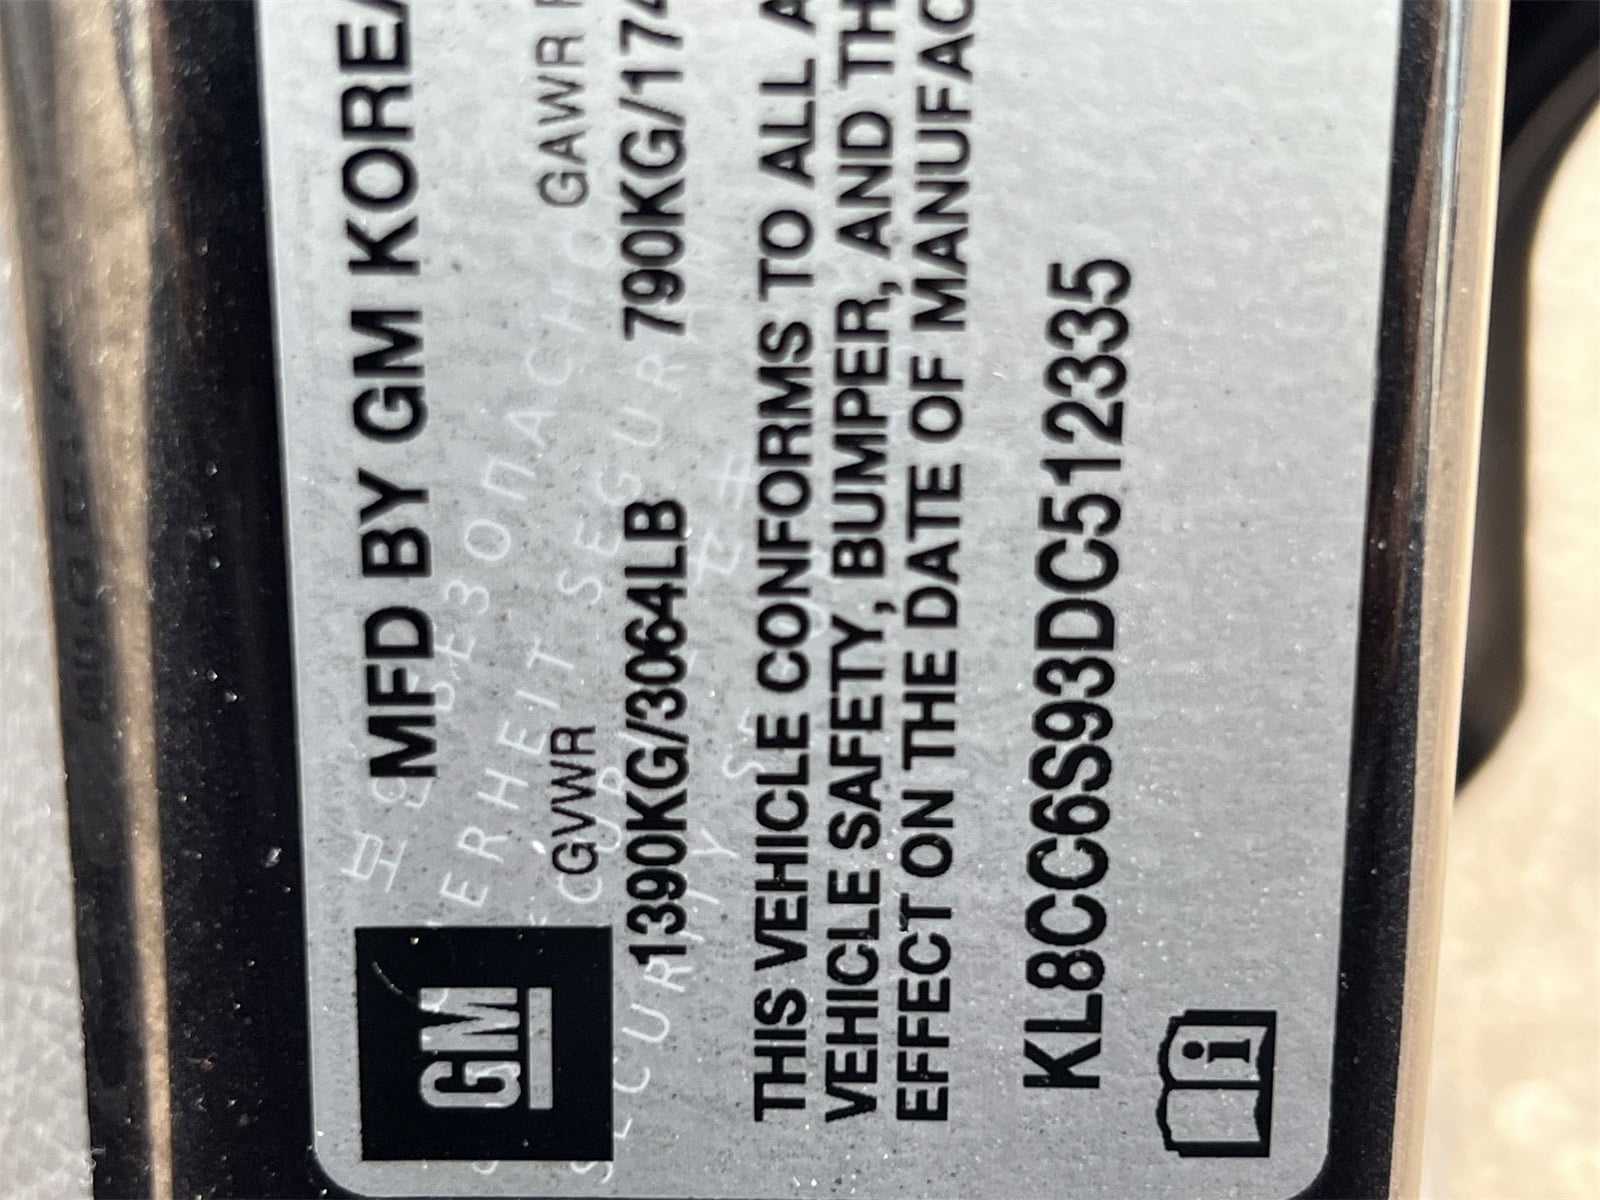 GM
MFD BY GM KOREA
GVWR
GAWR
1390KG/3064LB
790KG/174
THIS VEHICLE CONFORMS TO ALL A
VEHICLE SAFETY, BUMPER, AND TH
EFFECT ON THE DATE OF MANUFAC
KL8CC6S93DC512335
i